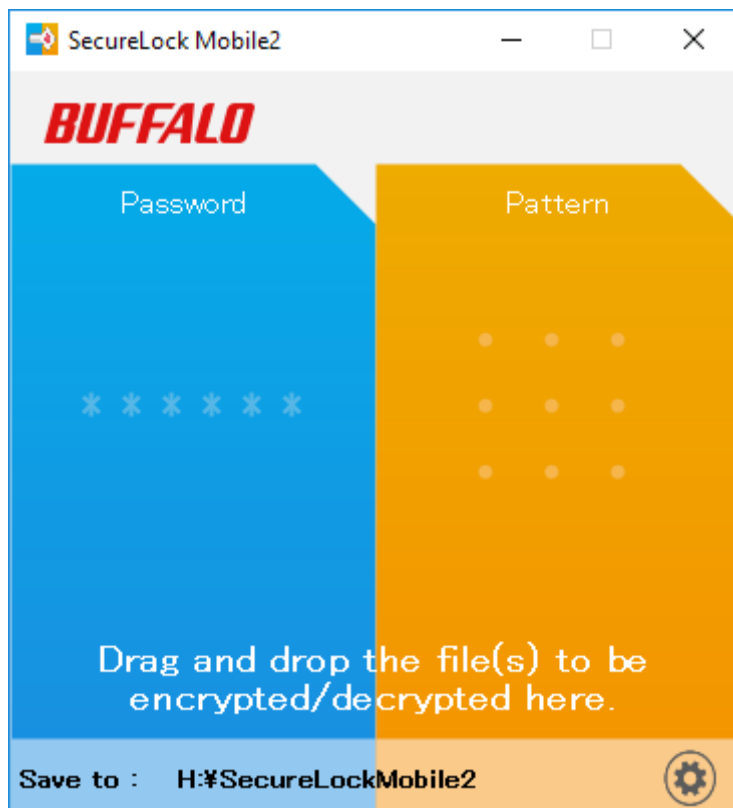 SecureLock Mobile2
BUFFALO
Password
Pattern
* * * * * *
Drag and drop the file(s) to be
encrypted/decrypted here.
Save to : H:¥SecureLockMobile2